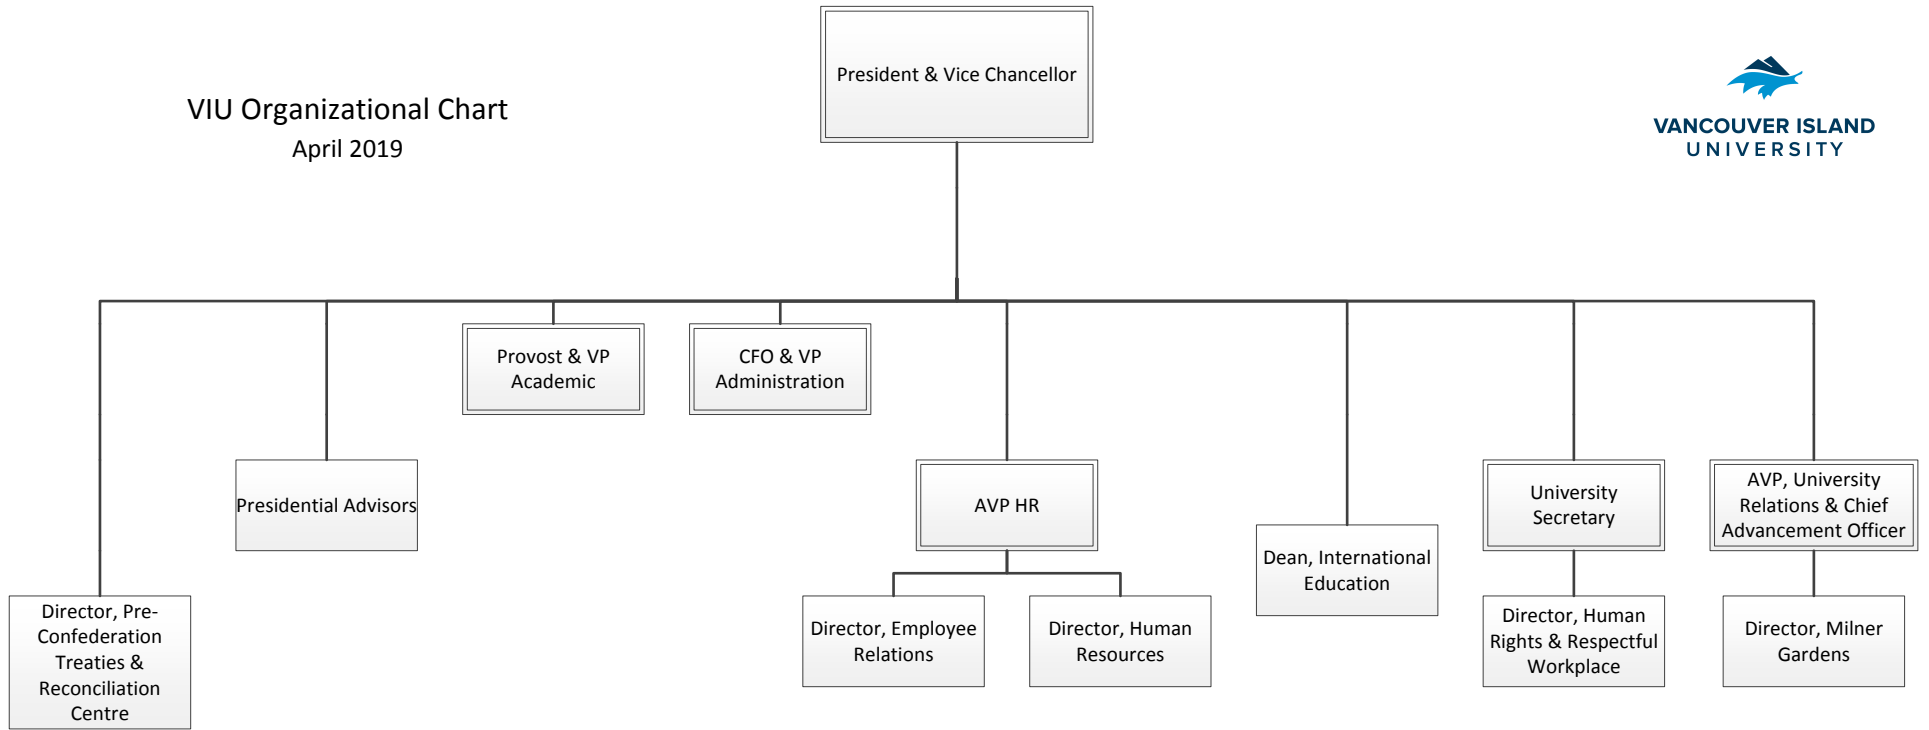 President & Vice Chancellor
VIU Organizational Chart
April 2019
VANCOUVER ISLAND
UNIVERSITY
Provost & VP
Academic
CFO & VP
Administration
Presidential Advisors
AVP HR
Dean, International
Education
University
Secretary
AVP, University
Relations & Chief
Advancement Officer
Director, Pre-
Confederation
Treaties &
Reconciliation
Centre
Director, Employee
Relations
Director, Human
Resources
Director, Human
Rights & Respectful
Workplace
Director, Milner
Gardens